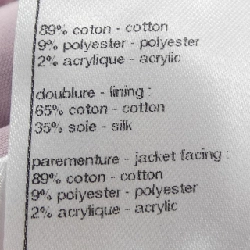 89% coton - cotton
9% polyester - polyester
2% acrylique - acrylic
doublure - lining :
65% coton - cotton
35% soie - silk
parementure - jacket facing :
89% coton - cotton
9% polyester - polyester
2% acrylique - acrylic